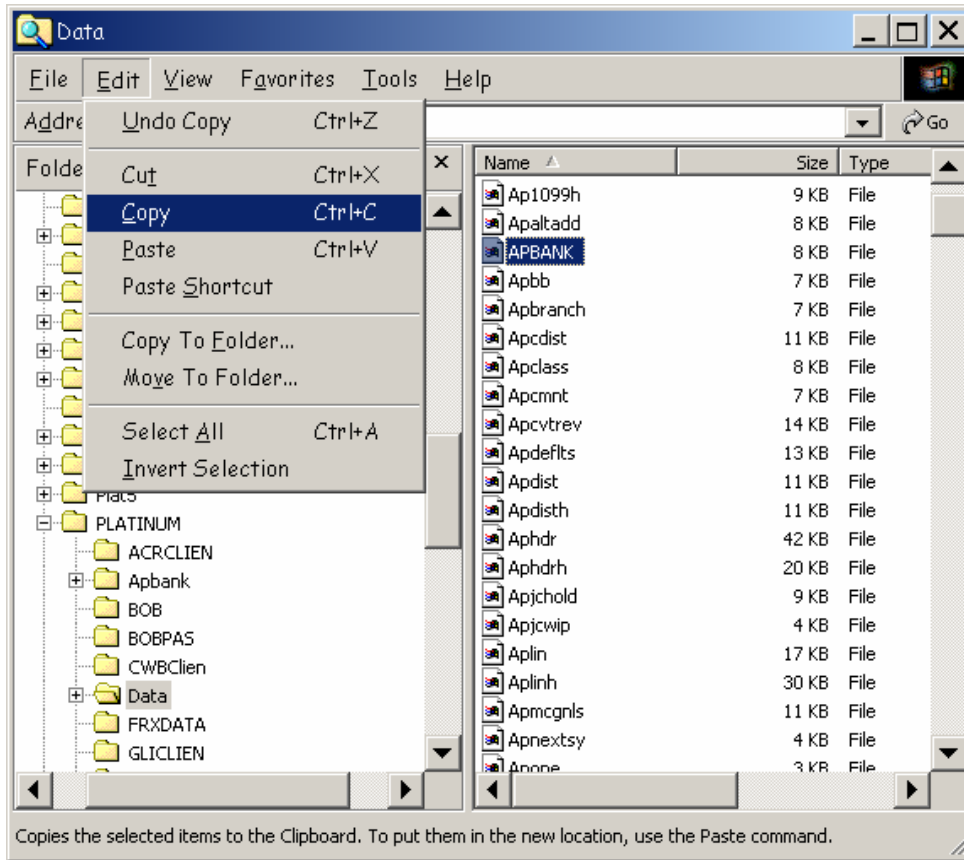 Data
File Edit View Favorites Tools Help
Addre Go
Undo Copy Ctrl+Z
Cut Ctrl+X
Copy Ctrl+C
Paste Ctrl+V
Paste Shortcut
Copy To Folder...
Move To Folder...
Select All Ctrl+A
Invert Selection
Folde
Plat5
PLATINUM
ACRCLIEN
Apbank
BOB
BOBPAS
CWBClien
Data
FRXDATA
GLICLIEN
Name Size Type
Ap1099h 9 KB File
Apaltadd 8 KB File
APBANK 8 KB File
Apbb 7 KB File
Apbranch 7 KB File
Apcdist 11 KB File
Apclass 8 KB File
Apcmnt 7 KB File
Apcvtrev 14 KB File
Apdeflts 13 KB File
Apdist 11 KB File
Apdisth 11 KB File
Aphdr 42 KB File
Aphdrh 20 KB File
Apjchold 9 KB File
Apjcwip 4 KB File
Aplin 17 KB File
Aplinh 30 KB File
Apmcgnls 11 KB File
Apnextsy 4 KB File
Apope 3 KB File
Copies the selected items to the Clipboard. To put them in the new location, use the Paste command.